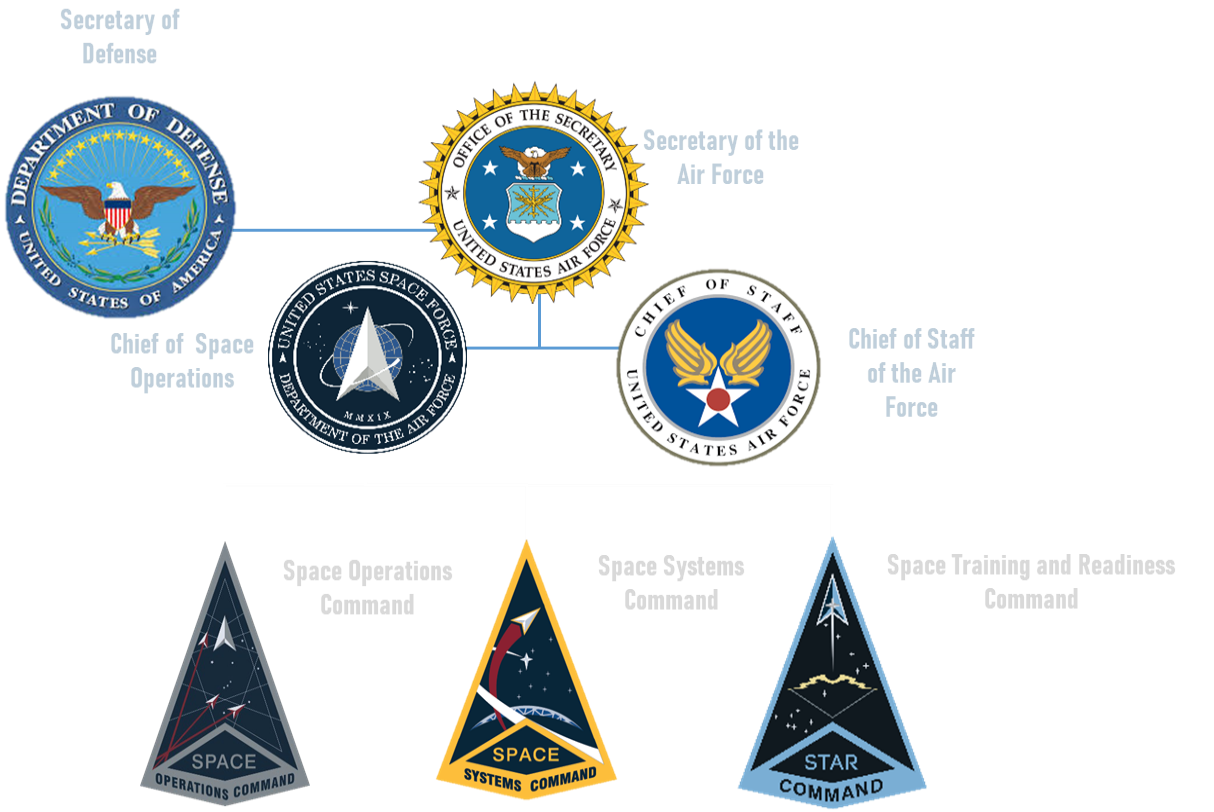 Secretary of
Defense
DEPARTMENT OF DEFENSE
UNITED STATES OF AMERICA
OFFICE OF THE SECRETARY
UNITED STATES AIR FORCE
Secretary of the
Air Force
UNITED STATES SPACE FORCE
MMXIX
DEPARTMENT OF THE AIR FORCE
Chief of Space
Operations
CHIEF OF STAFF
UNITED STATES AIR FORCE
Chief of Staff
of the Air
Force
Space Operations
Command
SPACE
OPERATIONS COMMAND
Space Systems
Command
SPACE
SYSTEMS COMMAND
Space Training and Readiness
Command
STAR
COMMAND